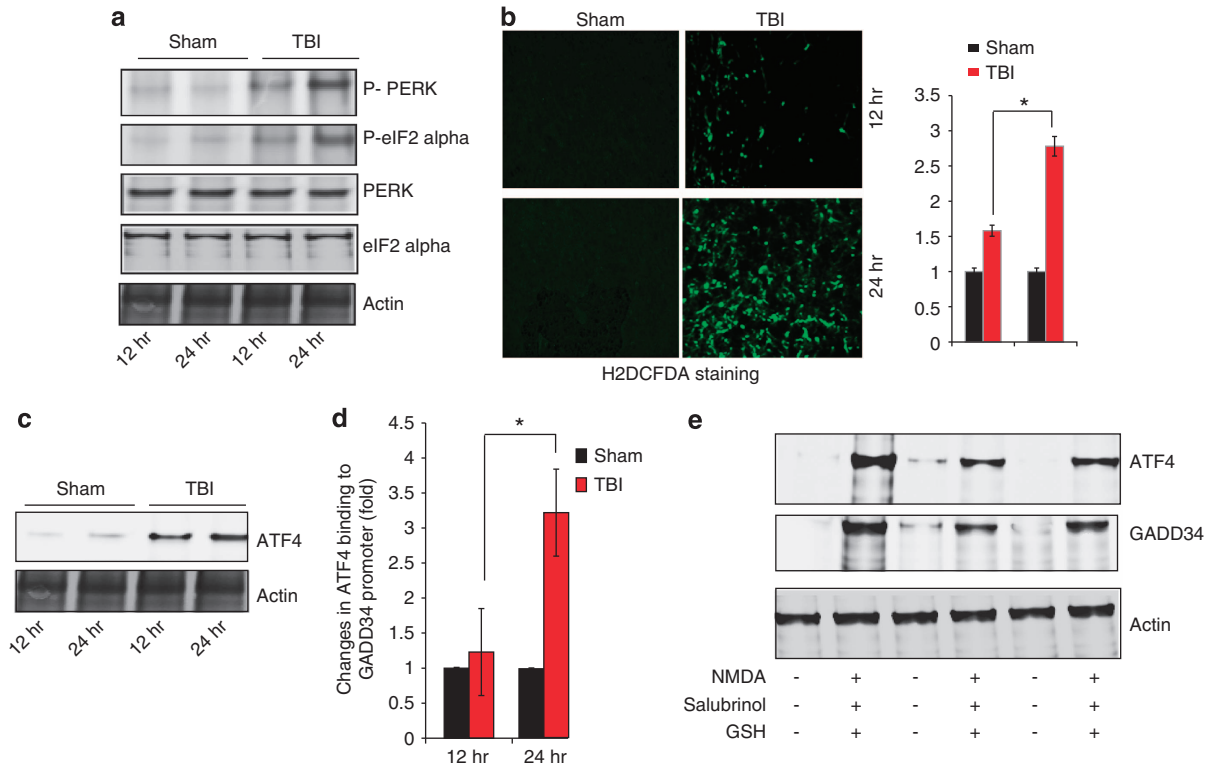 a
Sham TBI
P- PERK
P-eIF2 alpha
PERK
eIF2 alpha
Actin
12 hr 24 hr 12 hr 24 hr
b
Sham TBI
12 hr
24 hr
H2DCFDA staining
Sham
TBI
3.5
3
2.5
2
1.5
1
0.5
0
*
c
Sham TBI
ATF4
Actin
12 hr 24 hr 12 hr 24 hr
d
Changes in ATF4 binding to
GADD34 promoter (fold)
4.5
4
3.5
3
2.5
2
1.5
1
0.5
0
*
Sham
TBI
12 hr 24 hr
e
ATF4
GADD34
Actin
NMDA - + - + - +
Salubrinol - + - + - +
GSH - + - + - +